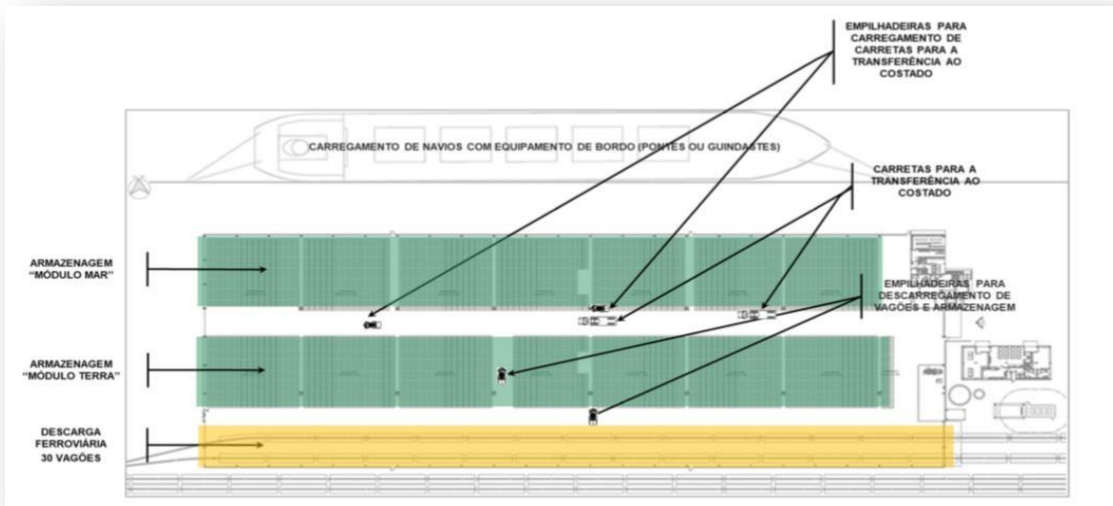 EMPILHADEIRAS PARA
CARREGAMENTO DE
CARRETAS PARA A
TRANSFERÊNCIA AO
COSTADO
CARREGAMENTO DE NAVIOS COM EQUIPAMENTO DE BORDO (PONTES OU GUINDASTES)
CARRETAS PARA A
TRANSFERÊNCIA AO
COSTADO
ARMAZENAGEM
“MÓDULO MAR”
EMPILHADEIRAS PARA
DESCARREGAMENTO DE
VAGÕES E ARMAZENAGEM
ARMAZENAGEM
“MÓDULO TERRA”
DESCARGA
FERROVIÁRIA
30 VAGÕES